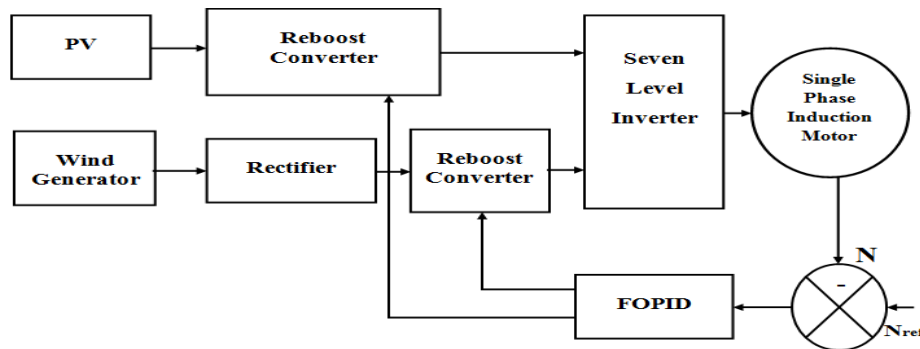 PV
Reboost
Converter
Seven
Level
Inverter
Single
Phase
Induction
Motor
Wind
Generator
Rectifier
Reboost
Converter
N
-
FOPID
Nref